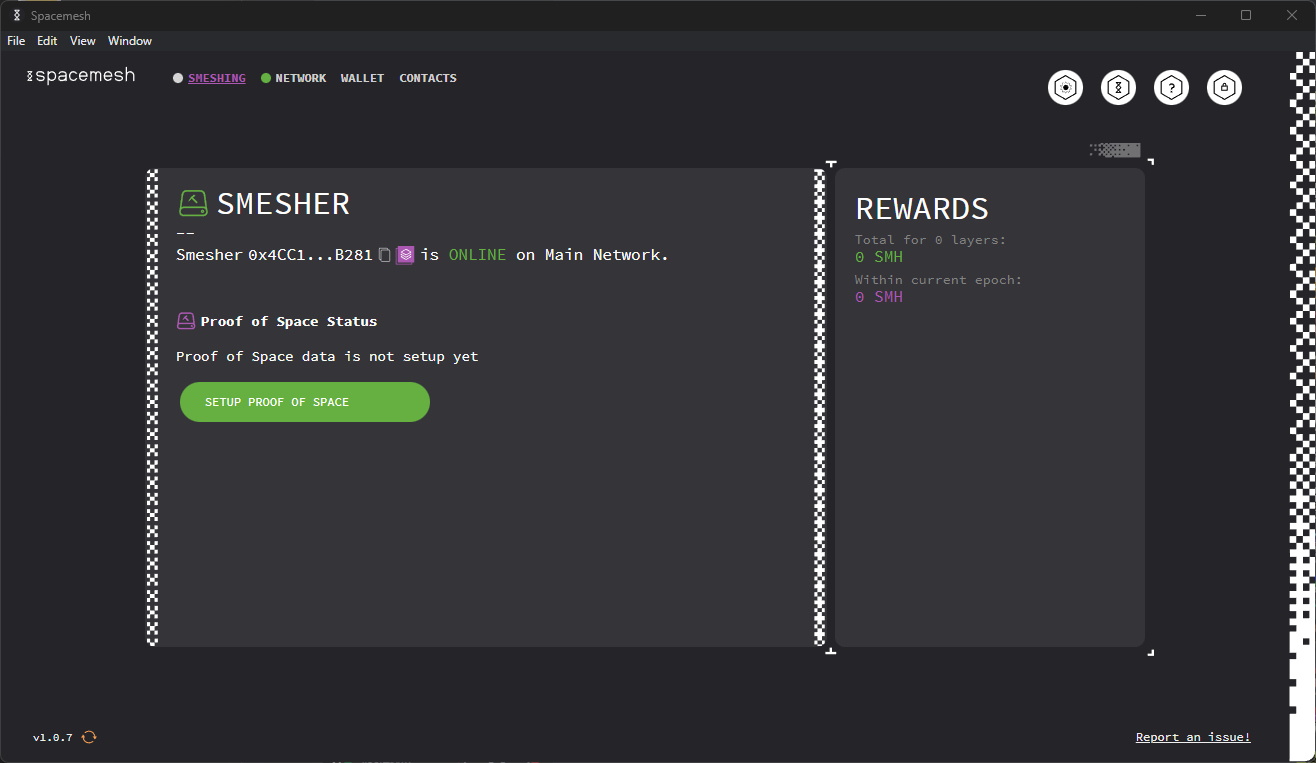 Spacemesh
File Edit View Window
spacemesh SMESHING NETWORK WALLET CONTACTS
?
SMESHER
--
Smesher 0x4CC1...B281 is ONLINE on Main Network.
Proof of Space Status
Proof of Space data is not setup yet
SETUP PROOF OF SPACE
REWARDS
Total for 0 layers:
0 SMH
Within current epoch:
0 SMH
v1.0.7
Report an issue!